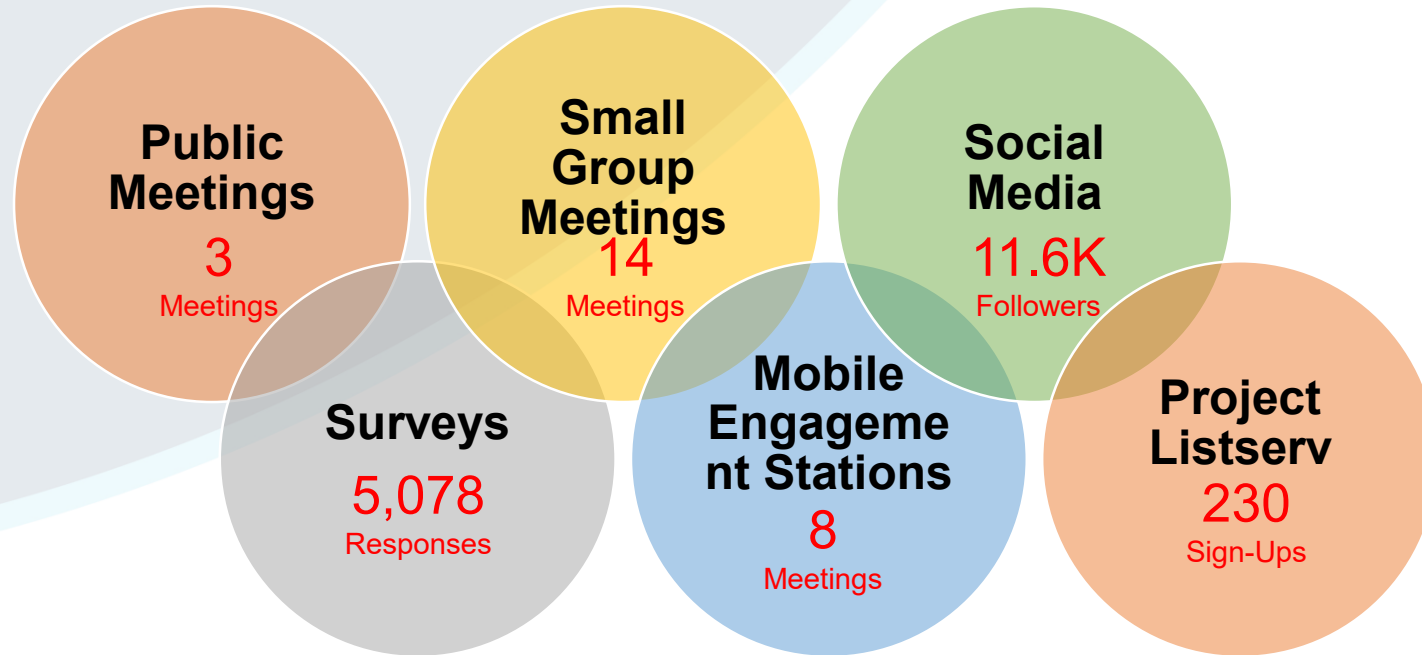 Public
Meetings
3
Meetings
Small
Group
Meetings
14
Meetings
Social
Media
11.6K
Followers
Surveys
5,078
Responses
Mobile
Engageme
nt Stations
8
Meetings
Project
Listserv
230
Sign-Ups